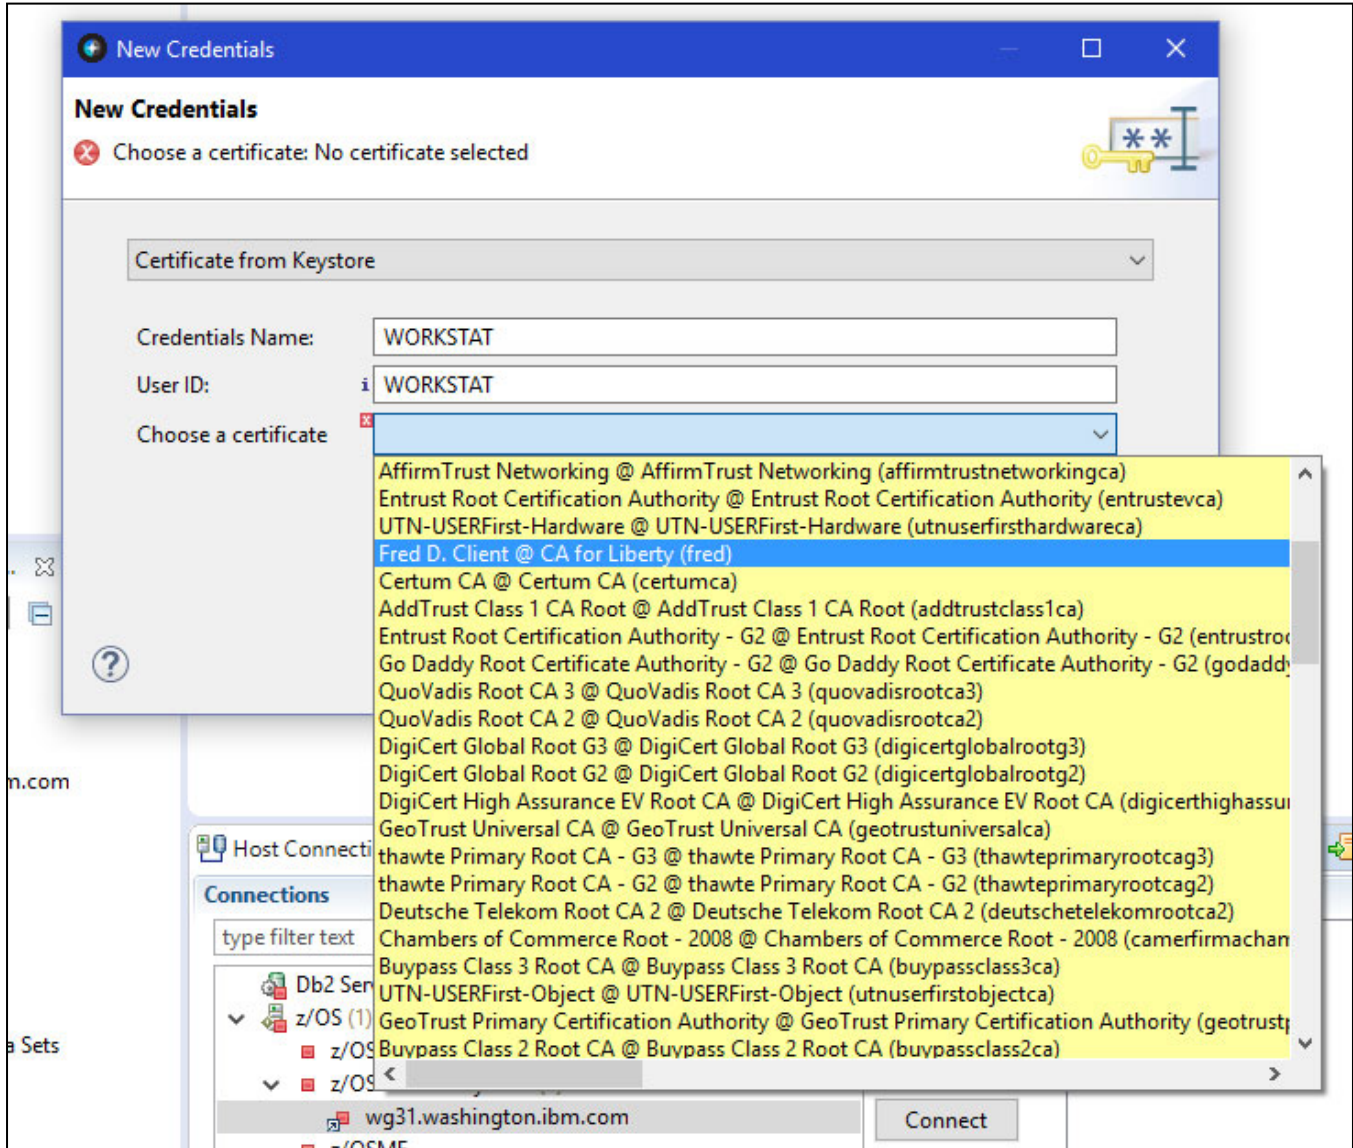 New Credentials
New Credentials
Choose a certificate: No certificate selected
**
Certificate from Keystore
Credentials Name:
WORKSTAT
User ID:
i
WORKSTAT
Choose a certificate
AffirmTrust Networking @ AffirmTrust Networking (affirmtrustnetworkingca)
Entrust Root Certification Authority @ Entrust Root Certification Authority (entrustevca)
UTN-USERFirst-Hardware @ UTN-USERFirst-Hardware (utnuserfirsthardwareca)
Fred D. Client @ CA for Liberty (fred)
Certum CA @ Certum CA (certumca)
AddTrust Class 1 CA Root @ AddTrust Class 1 CA Root (addtrustclass1ca)
Entrust Root Certification Authority - G2 @ Entrust Root Certification Authority - G2 (entrustroo
Go Daddy Root Certificate Authority - G2 @ Go Daddy Root Certificate Authority - G2 (godaddy
QuoVadis Root CA 3 @ QuoVadis Root CA 3 (quovadisrootca3)
QuoVadis Root CA 2 @ QuoVadis Root CA 2 (quovadisrootca2)
DigiCert Global Root G3 @ DigiCert Global Root G3 (digicertglobalrootg3)
DigiCert Global Root G2 @ DigiCert Global Root G2 (digicertglobalrootg2)
DigiCert High Assurance EV Root CA @ DigiCert High Assurance EV Root CA (digicerthighassu
GeoTrust Universal CA @ GeoTrust Universal CA (geotrustuniversalca)
thawte Primary Root CA - G3 @ thawte Primary Root CA - G3 (thawteprimaryrootcag3)
thawte Primary Root CA - G2 @ thawte Primary Root CA - G2 (thawteprimaryrootcag2)
Deutsche Telekom Root CA 2 @ Deutsche Telekom Root CA 2 (deutschetelekomrootca2)
Chambers of Commerce Root - 2008 @ Chambers of Commerce Root - 2008 (camerfirmacham
Buypass Class 3 Root CA @ Buypass Class 3 Root CA (buypassclass3ca)
UTN-USERFirst-Object @ UTN-USERFirst-Object (utnuserfirstobjectca)
GeoTrust Primary Certification Authority @ GeoTrust Primary Certification Authority (geotrustp
Buypass Class 2 Root CA @ Buypass Class 2 Root CA (buypassclass2ca)
?
m.com
Host Connecti
Connections
type filter text
Db2 Ser
z/OS (1)
a Sets
z/OS
z/OS
wg31.washington.ibm.com
Connect
z/OSMF